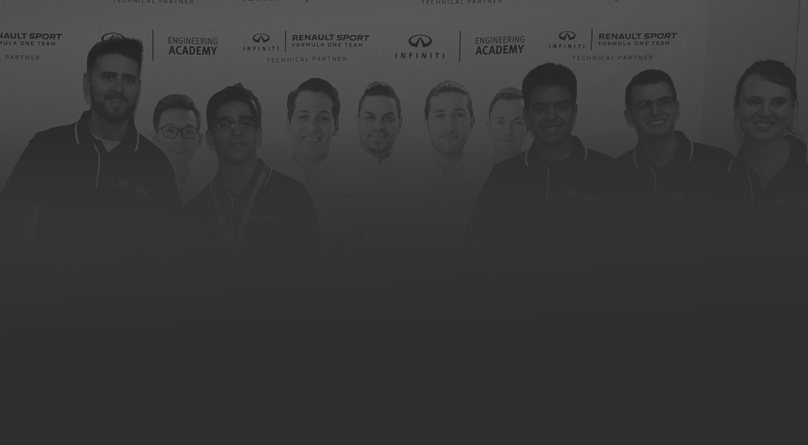 TECHNICAL PARTNER
TECHNICAL PARTNER
RENAULT SPORT
FORMULA ONE TEAM
PARTNER
ENGINEERING
ACADEMY
INFINITI
RENAULT SPORT
FORMULA ONE TEAM
TECHNICAL PARTNER
INFINITI
ENGINEERING
ACADEMY
INFINITI
RENAULT SPORT
FORMULA ONE TEAM
TECHNICAL PARTNER